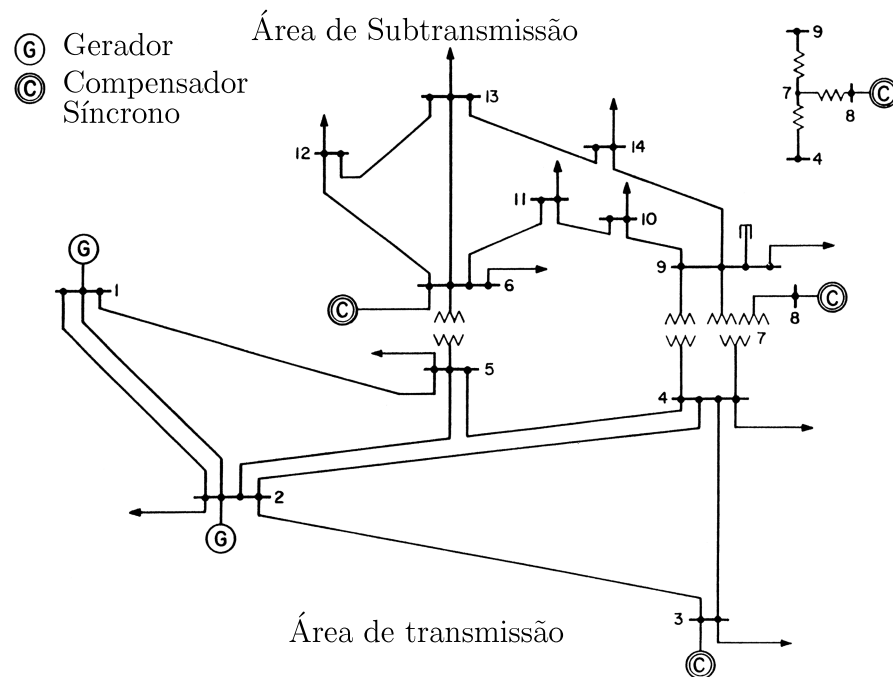 Área de Subtransmissão
G Gerador
C Compensador
Síncrono
9
7
C
8
4
13
12
14
11
10
G
1
9
6
C
C
8
7
5
4
2
G
Área de transmissão
3
C